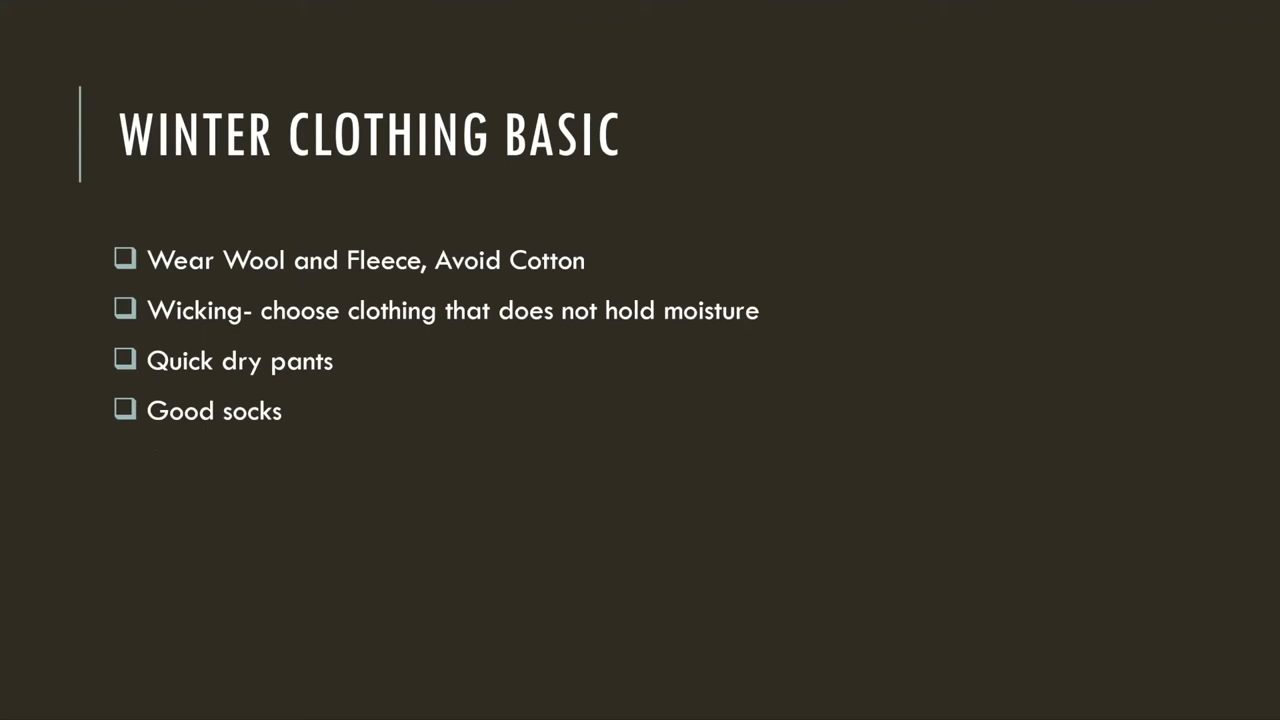 WINTER CLOTHING BASIC
Wear Wool and Fleece, Avoid Cotton
Wicking- choose clothing that does not hold moisture
Quick dry pants
Good socks